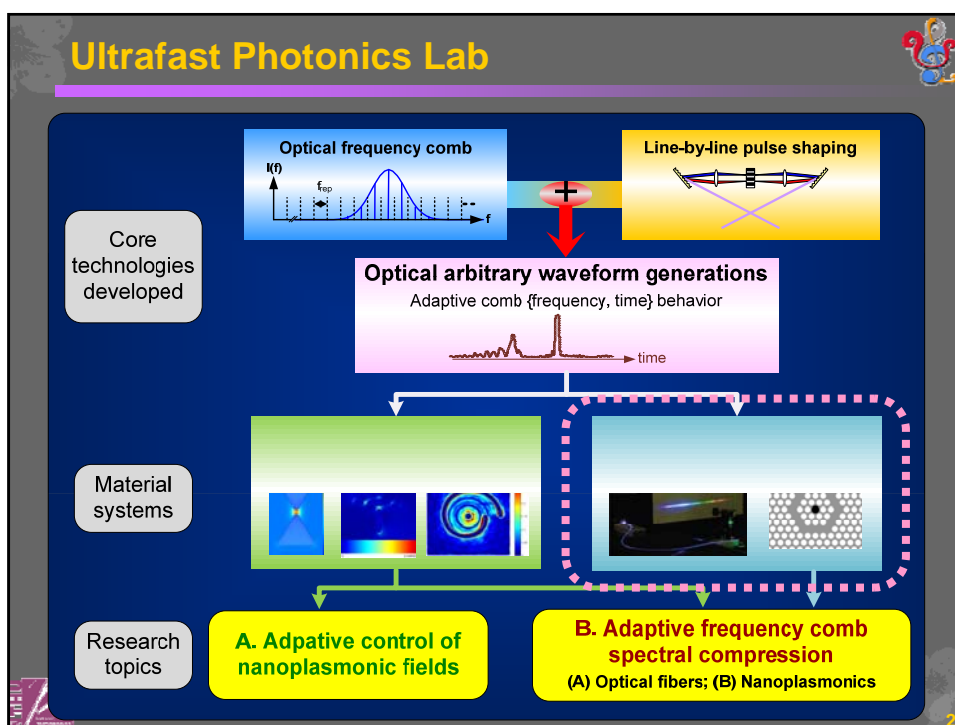 Ultrafast Photonics Lab
Optical frequency comb
I(f)
f_rep
f
Line-by-line pulse shaping
+
Core
technologies
developed
Optical arbitrary waveform generations
Adaptive comb {frequency, time} behavior
time
Material
systems
Research
topics
A. Adpative control of
nanoplasmonic fields
B. Adaptive frequency comb
spectral compression
(A) Optical fibers; (B) Nanoplasmonics
2